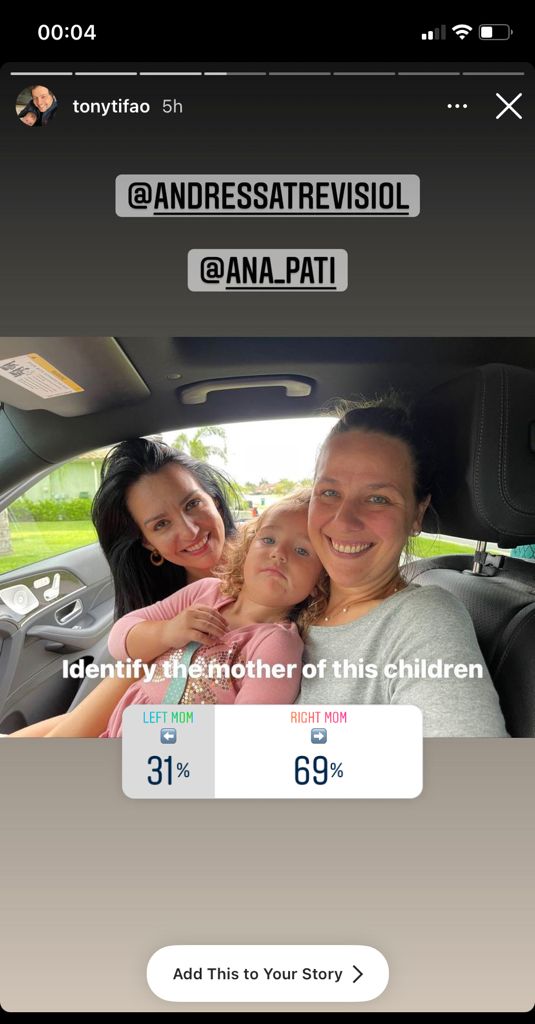 00:04
tonytifao 5h
@ANDRESSATREVISIOL
@ANA_PATI
Identify the mother of this children
LEFT MOM RIGHT MOM
31% 69%
Add This to Your Story